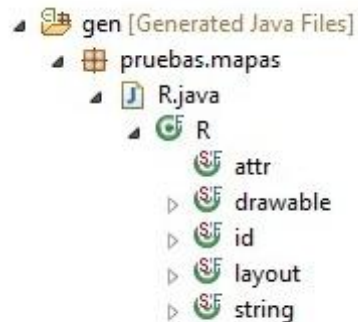 gen [Generated Java Files]
pruebas.mapas
R.java
R
attr
drawable
id
layout
string